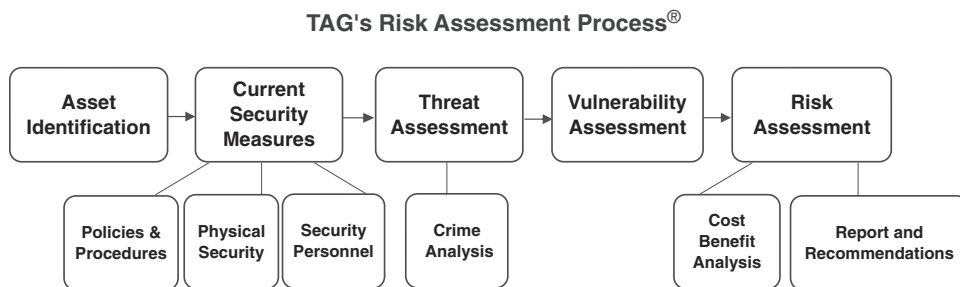 TAG's Risk Assessment Process®
Asset
Identification
Current
Security
Measures
Threat
Assessment
Vulnerability
Assessment
Risk
Assessment
Policies &
Procedures
Physical
Security
Security
Personnel
Crime
Analysis
Cost
Benefit
Analysis
Report and
Recommendations